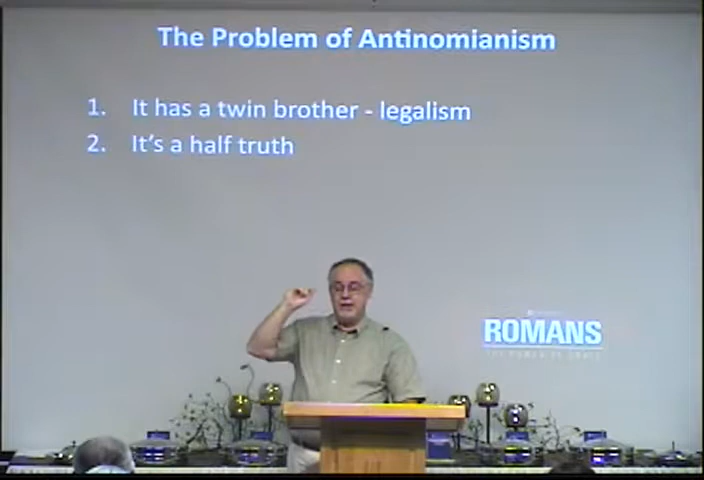 The Problem of Antinomianism
1. It has a twin brother - legalism
2. It's a half truth
ROMANS